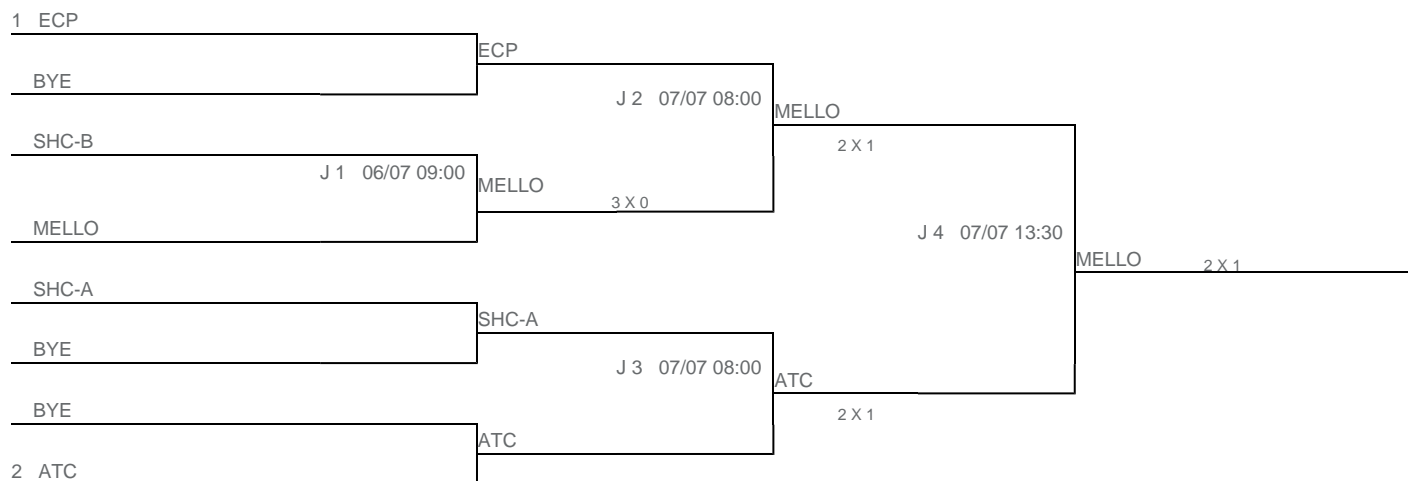 1 ECP
ECP
BYE
J 2 07/07 08:00
MELLO
SHC-B
2 X 1
J 1 06/07 09:00
MELLO
3 X 0
MELLO
J 4 07/07 13:30
MELLO
2 X 1
SHC-A
SHC-A
BYE
J 3 07/07 08:00
ATC
BYE
2 X 1
ATC
2 ATC